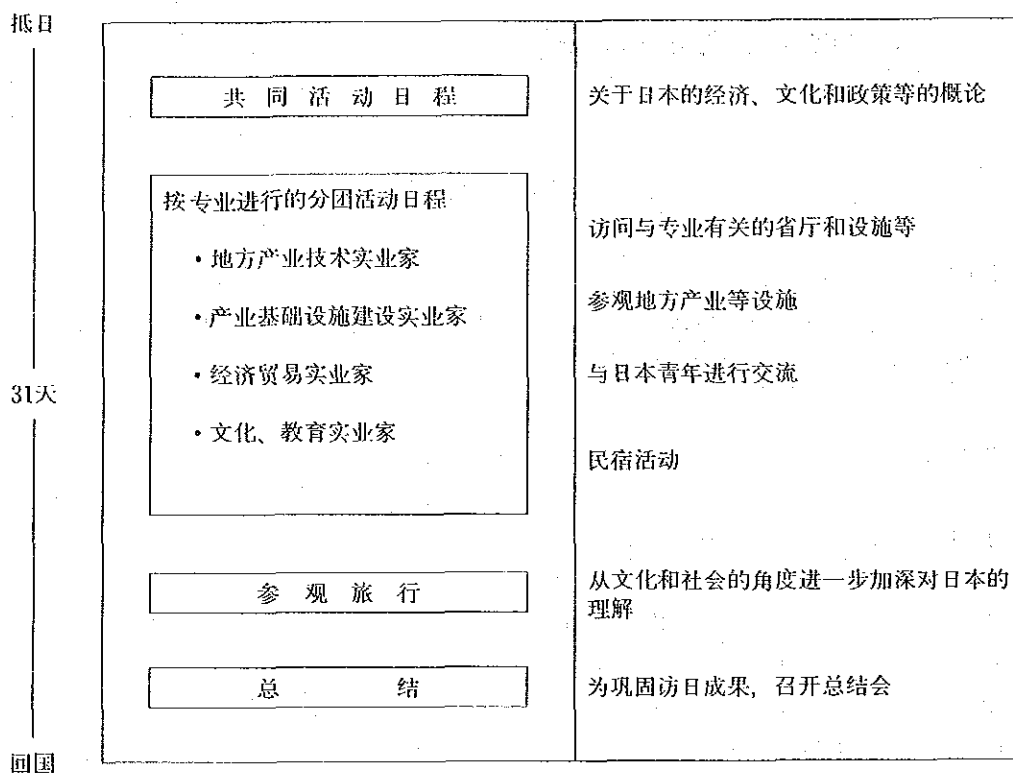 抵日
共同活动日程
关于日本的经济、文化和政策等的概论
按专业进行的分团活动日程
•地方产业技术实业家
•产业基础设施建设实业家
•经济贸易实业家
•文化、教育实业家
访问与专业有关的省厅和设施等
参观地方产业等设施
与日本青年进行交流
民宿活动
31天
参观旅行
从文化和社会的角度进一步加深对日本的
理解
总结
为巩固访日成果，召开总结会
回国